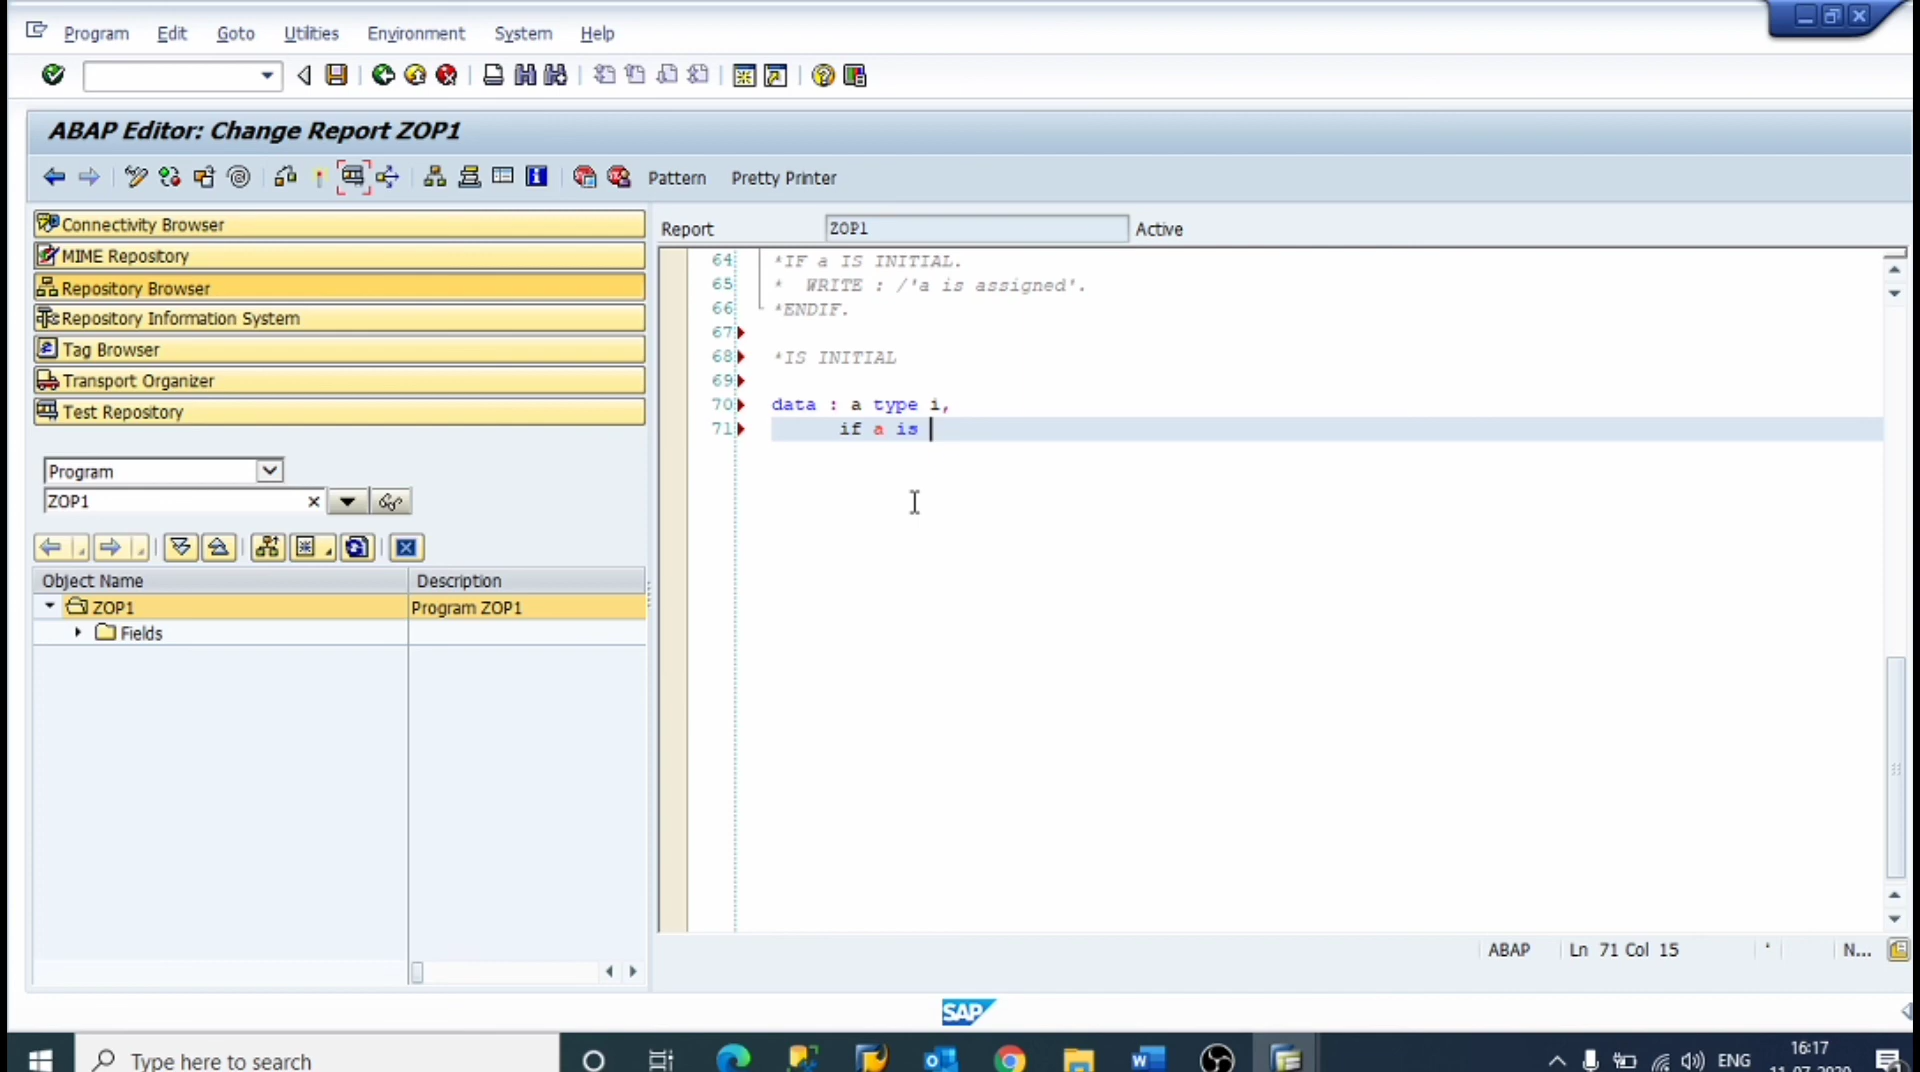 Program Edit Goto Utilities Environment System Help
ABAP Editor: Change Report ZOP1
Pattern Pretty Printer
Connectivity Browser
MIME Repository
Repository Browser
Repository Information System
Tag Browser
Transport Organizer
Test Repository
Program
ZOP1
Object Name Description
ZOP1 Program ZOP1
Fields
Report ZOP1 Active
64 *IF a IS INITIAL.
65 *  WRITE : /'a is assigned'.
66 *ENDIF.
67
68 *IS INITIAL
69
70 data : a type i,
71 if a is
ABAP Ln 71 Col 15 N...
SAP
Type here to search
ENG
16:17